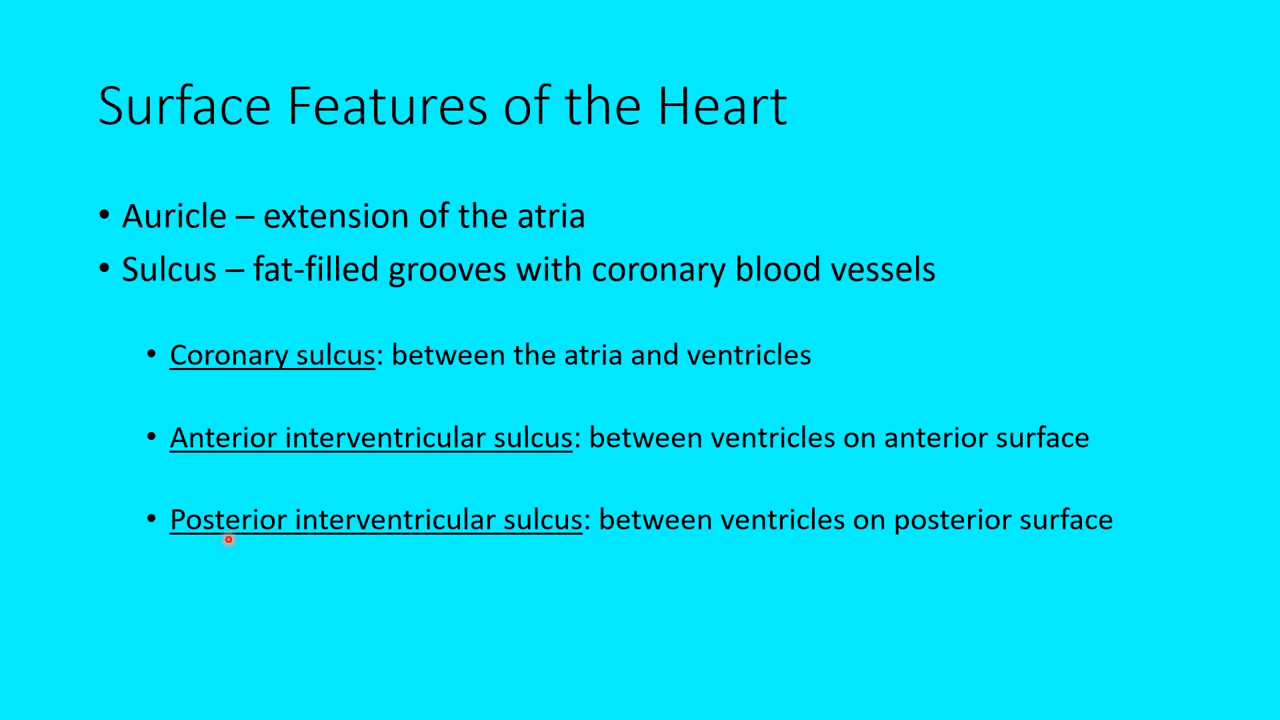 Surface Features of the Heart
• Auricle – extension of the atria
• Sulcus – fat-filled grooves with coronary blood vessels
• Coronary sulcus: between the atria and ventricles
• Anterior interventricular sulcus: between ventricles on anterior surface
• Posterior interventricular sulcus: between ventricles on posterior surface